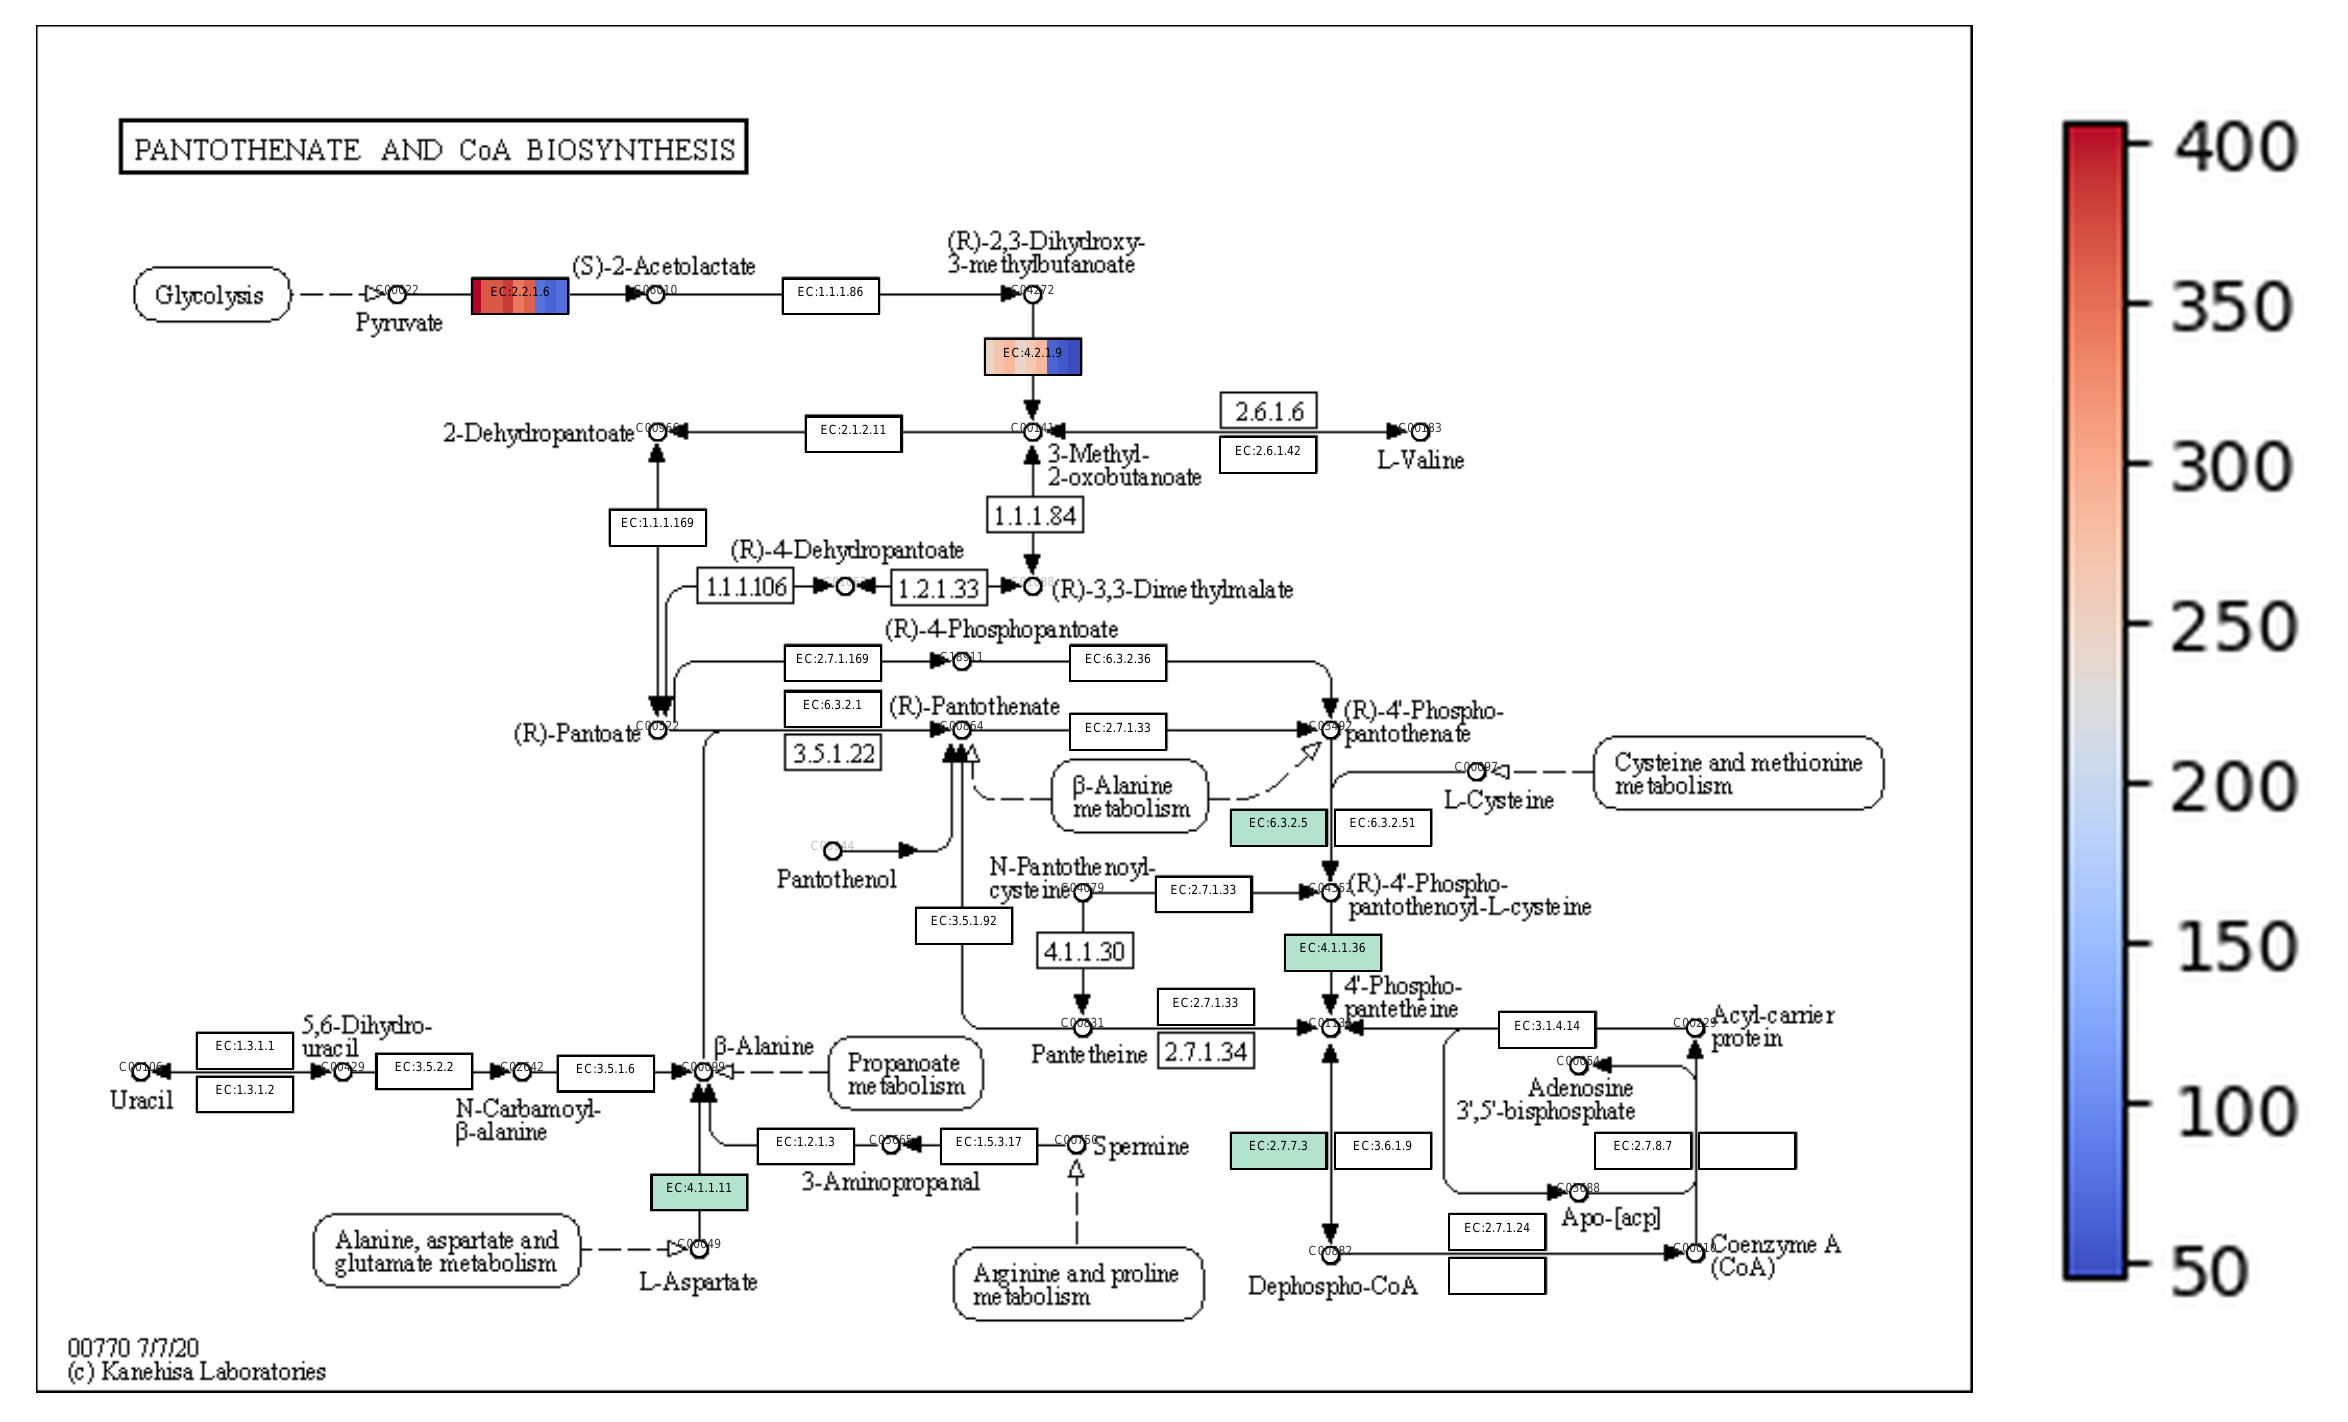 PANTOTHENATE AND CoA BIOSYNTHESIS
400
350
300
250
200
150
100
50
(R)-2,3-Dihydroxy-
3-methylbutanoate
Glycolysis
C00022
Pyruvate
EC:2.2.1.6
(S)-2-Acetolactate
EC:1.1.1.86
C04272
EC:4.2.1.9
2.6.1.6
2-Dehydropantoate
C00966
EC:2.1.2.11
C00141
EC:2.6.1.42
C00183
L-Valine
3-Methyl-
2-oxobutanoate
EC:1.1.1.169
1.1.1.84
(R)-4-Dehydropantoate
1.1.1.106
1.2.1.33
(R)-3,3-Dimethylmalate
(R)-4-Phosphopantoate
EC:2.7.1.169
C18911
EC:6.3.2.36
EC:6.3.2.1
(R)-Pantothenate
(R)-Pantoate
C00522
C00864
EC:2.7.1.33
C03492
(R)-4'-Phospho-
pantothenate
3.5.1.22
β-Alanine
metabolism
C00097
L-Cysteine
Cysteine and methionine
metabolism
EC:6.3.2.5
EC:6.3.2.51
Pantothenol
N-Pantothenoyl-
cysteine
C04079
EC:2.7.1.33
C04352
(R)-4'-Phospho-
pantothenoyl-L-cysteine
EC:3.5.1.92
4.1.1.30
EC:4.1.1.36
4'-Phospho-
pantetheine
EC:2.7.1.33
C00831
Pantetheine
2.7.1.34
EC:3.1.4.14
C00229
Acyl-carrier
protein
C00054
Adenosine
3',5'-bisphosphate
EC:1.3.1.1
5,6-Dihydro-
uracil
C00106
Uracil
EC:1.3.1.2
C00429
EC:3.5.2.2
C02642
N-Carbamoyl-
β-alanine
EC:3.5.1.6
C00099
β-Alanine
Propanoate
metabolism
EC:1.2.1.3
C05665
EC:1.5.3.17
C00750
Spermine
3-Aminopropanal
EC:2.7.7.3
EC:3.6.1.9
EC:2.7.8.7
EC:4.1.1.11
C03688
Apo-[acp]
Alanine, aspartate and
glutamate metabolism
C00049
L-Aspartate
Arginine and proline
metabolism
C00882
Dephospho-CoA
EC:2.7.1.24
C00010
Coenzyme A
(CoA)
00770 7/7/20
(c) Kanehisa Laboratories